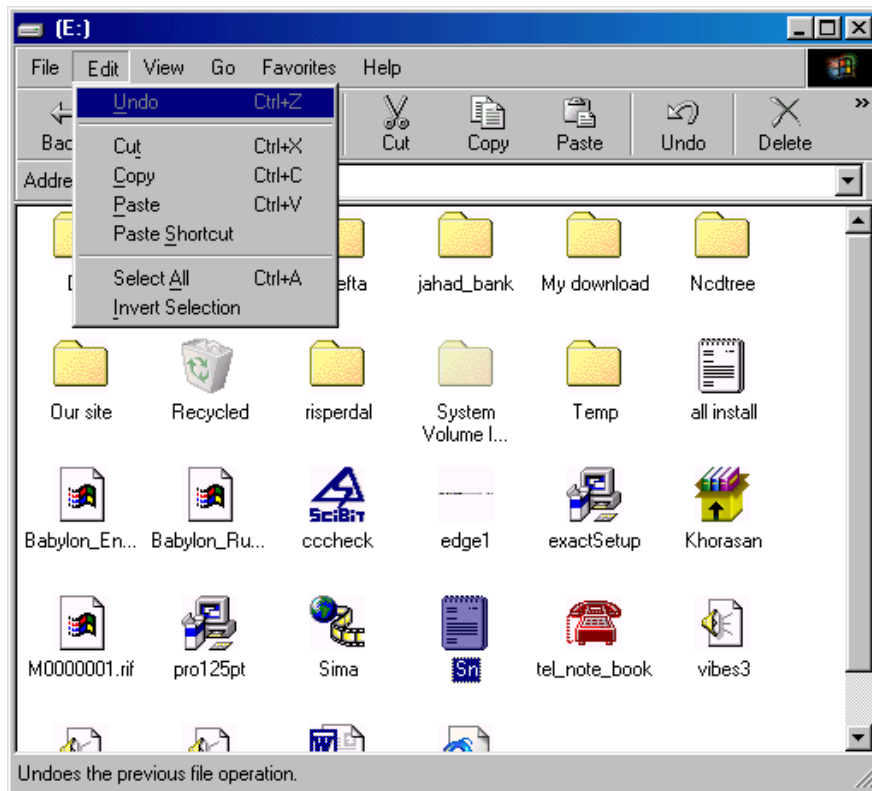 (E:)
File Edit View Go Favorites Help
Undo Ctrl+Z
Cut Ctrl+X
Copy Ctrl+C
Paste Ctrl+V
Paste Shortcut
Select All Ctrl+A
Invert Selection
Bac Cut Copy Paste Undo Delete »
Addre
efta jahad_bank My download Ncdtree
Our site Recycled risperdal System Volume I... Temp all install
Babylon_En... Babylon_Ru... SciBit cccheck edge1 exactSetup Khorasan
M0000001.rif pro125pt Sima Sn tel_note_book vibes3
Undoes the previous file operation.